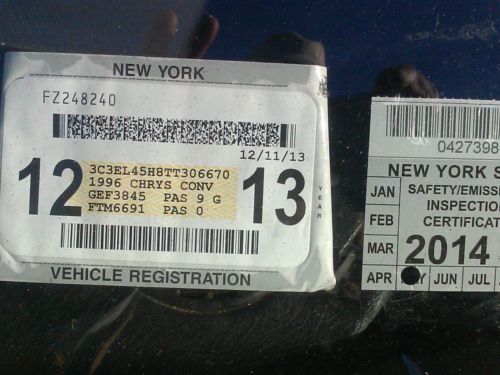 NEW YORK
FZ248240
12/11/13
12
3C3EL45H8TT306670
1996 CHRYS CONV
GEF3845 PAS 9 G
FTM6691 PAS 0
13
YEAR
VEHICLE REGISTRATION
0427398
NEW YORK S
SAFETY/EMISS
INSPECTIO
CERTIFICAT
JAN
FEB
MAR
2014
APR JUN JUL